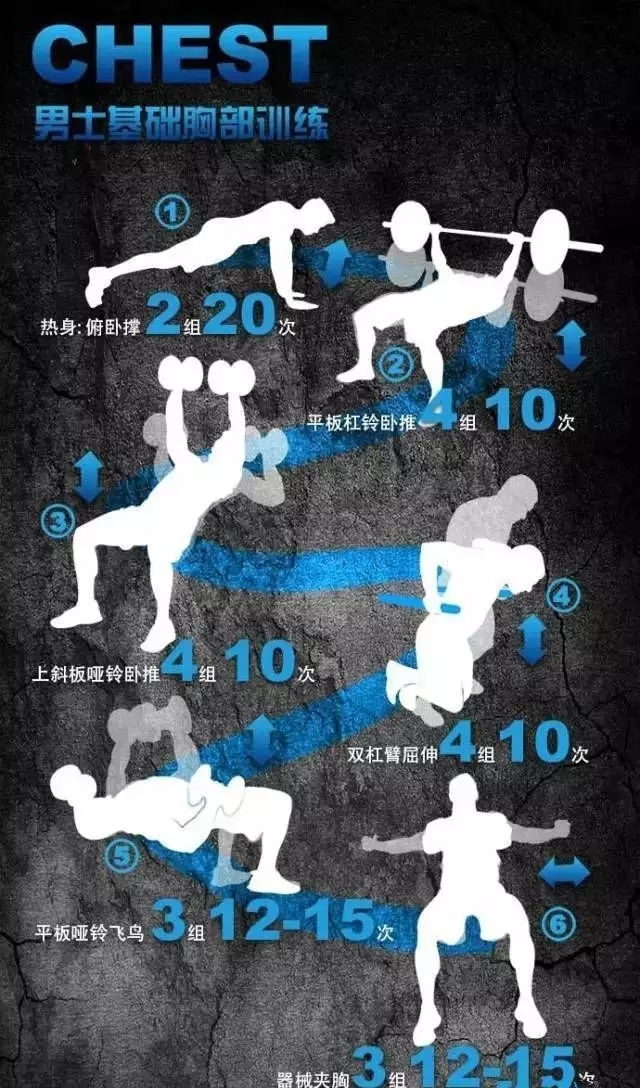 CHEST
男士基础胸部训练
①
热身:俯卧撑 2组 20次
②
平板杠铃卧推 4组 10次
③
上斜板哑铃卧推 4组 10次
④
双杠臂屈伸 4组 10次
⑤
平板哑铃飞鸟 3组 12-15次
⑥
器械夹胸 3组 12-15次